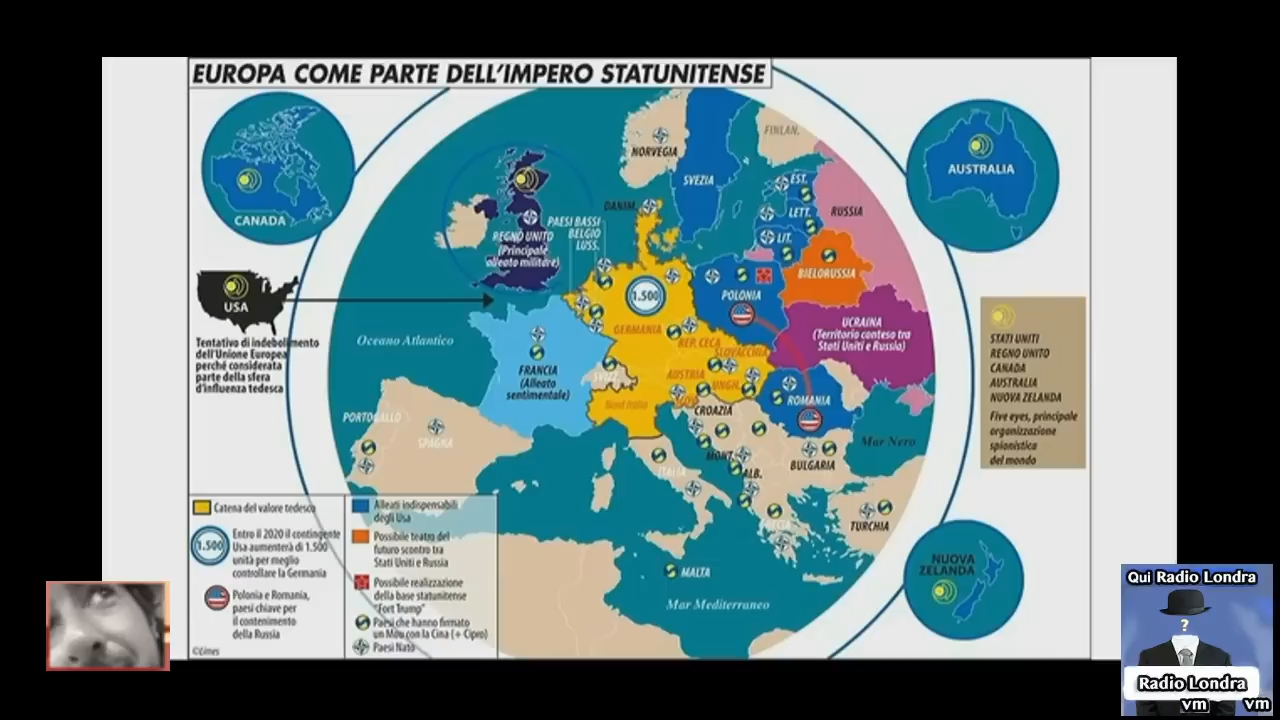 EUROPA COME PARTE DELL'IMPERO STATUNITENSE
CANADA
AUSTRALIA
USA
Tentativo di indebolimento
dell'Unione Europea
perché considerata
parte della sfera
d'influenza tedesca
Oceano Atlantico
NORVEGIA
SVEZIA
FINLAN.
EST.
LETT.
LIT.
RUSSIA
DANIM.
PAESI BASSI
BELGIO
LUSS.
REGNO UNITO
(Principale
alleato militare)
1.500
POLONIA
BIELORUSSIA
UCRAINA
(Territorio conteso tra
Stati Uniti e Russia)
GERMANIA
REP. CECA
SLOVACCHIA
AUSTRIA
UNGH.
FRANCIA
(Alleato
sentimentale)
Nord Italia
ROMANIA
CROAZIA
PORTOGALLO
SPAGNA
ITALIA
MONT.
ALB.
BULGARIA
Mar Nero
TURCHIA
MALTA
Mar Mediterraneo
NUOVA
ZELANDA
STATI UNITI
REGNO UNITO
CANADA
AUSTRALIA
NUOVA ZELANDA
Five eyes, principale
organizzazione
spionistica
del mondo
Catena del valore tedesco
1.500
Entro il 2020 il contingente
Usa aumenterà di 1.500
unità per meglio
controllare la Germania
Polonia e Romania,
paesi chiave per
il contenimento
della Russia
Alleati indispensabili
degli Usa
Possibile teatro del
futuro scontro tra
Stati Uniti e Russia
Possibile realizzazione
della base statunitense
"Fort Trump"
Paesi che hanno firmato
un Mou con la Cina (+ Cipro)
Paesi Nato
©Limes
Qui Radio Londra
?
Radio Londra
vm
vm